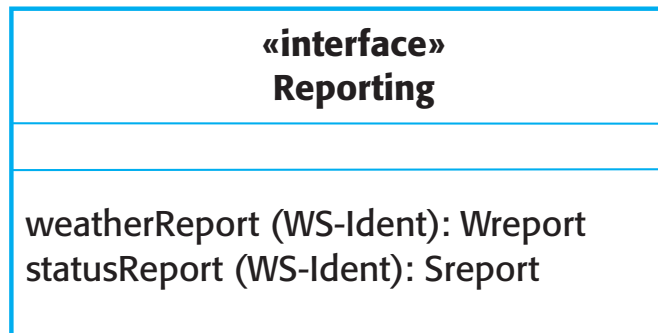 «interface»
Reporting
weatherReport (WS-Ident): Wreport
statusReport (WS-Ident): Sreport